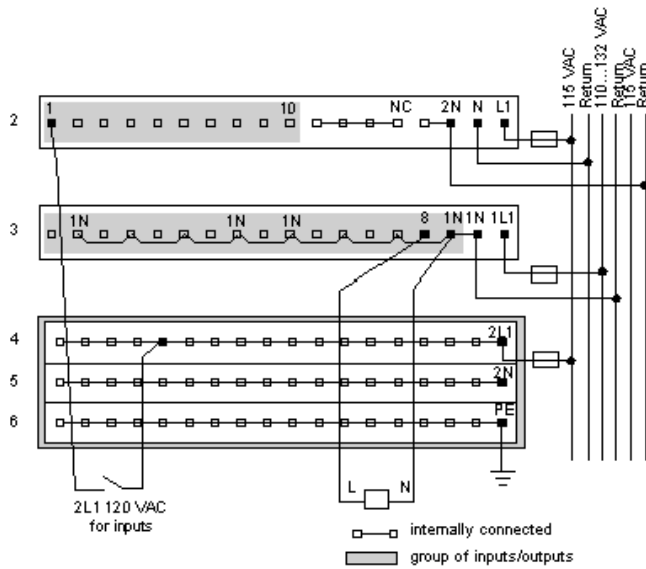 115 VAC
Return
110...132 VAC
Return
115 VAC
Return
1 10 NC 2N N L1
2
1N 1N 1N 8 1N 1N 1L1
3
4 2L1
5 2N
6 PE
L N
2L1 120 VAC
for inputs
internally connected
group of inputs/outputs